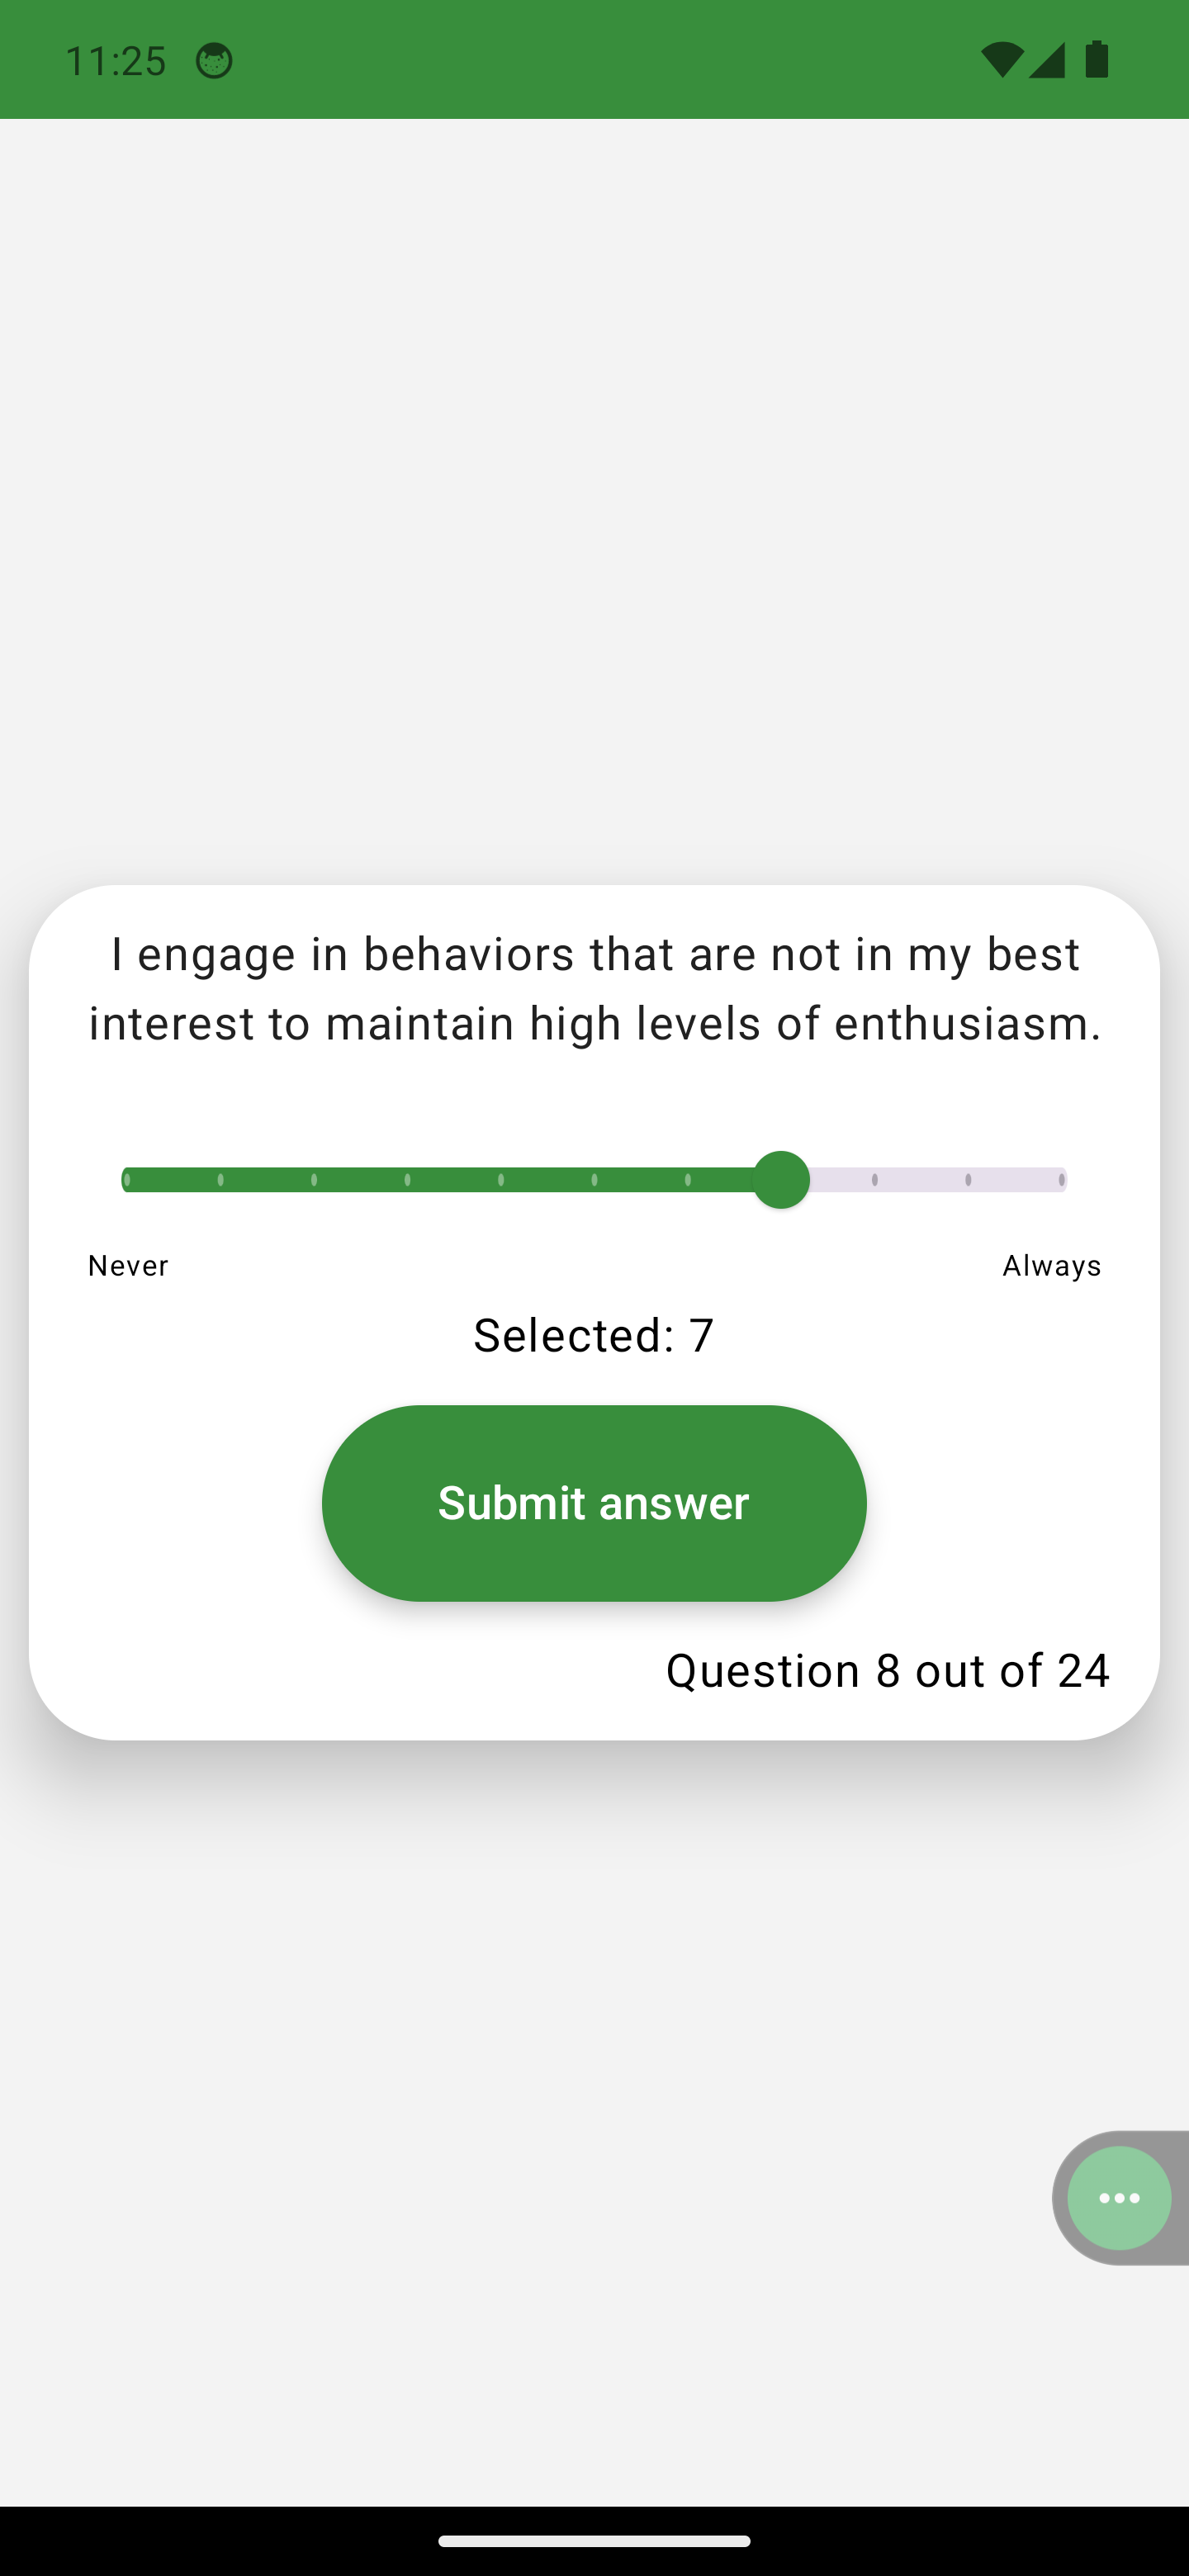 11:25
I engage in behaviors that are not in my best
interest to maintain high levels of enthusiasm.
Never
Always
Selected: 7
Submit answer
Question 8 out of 24